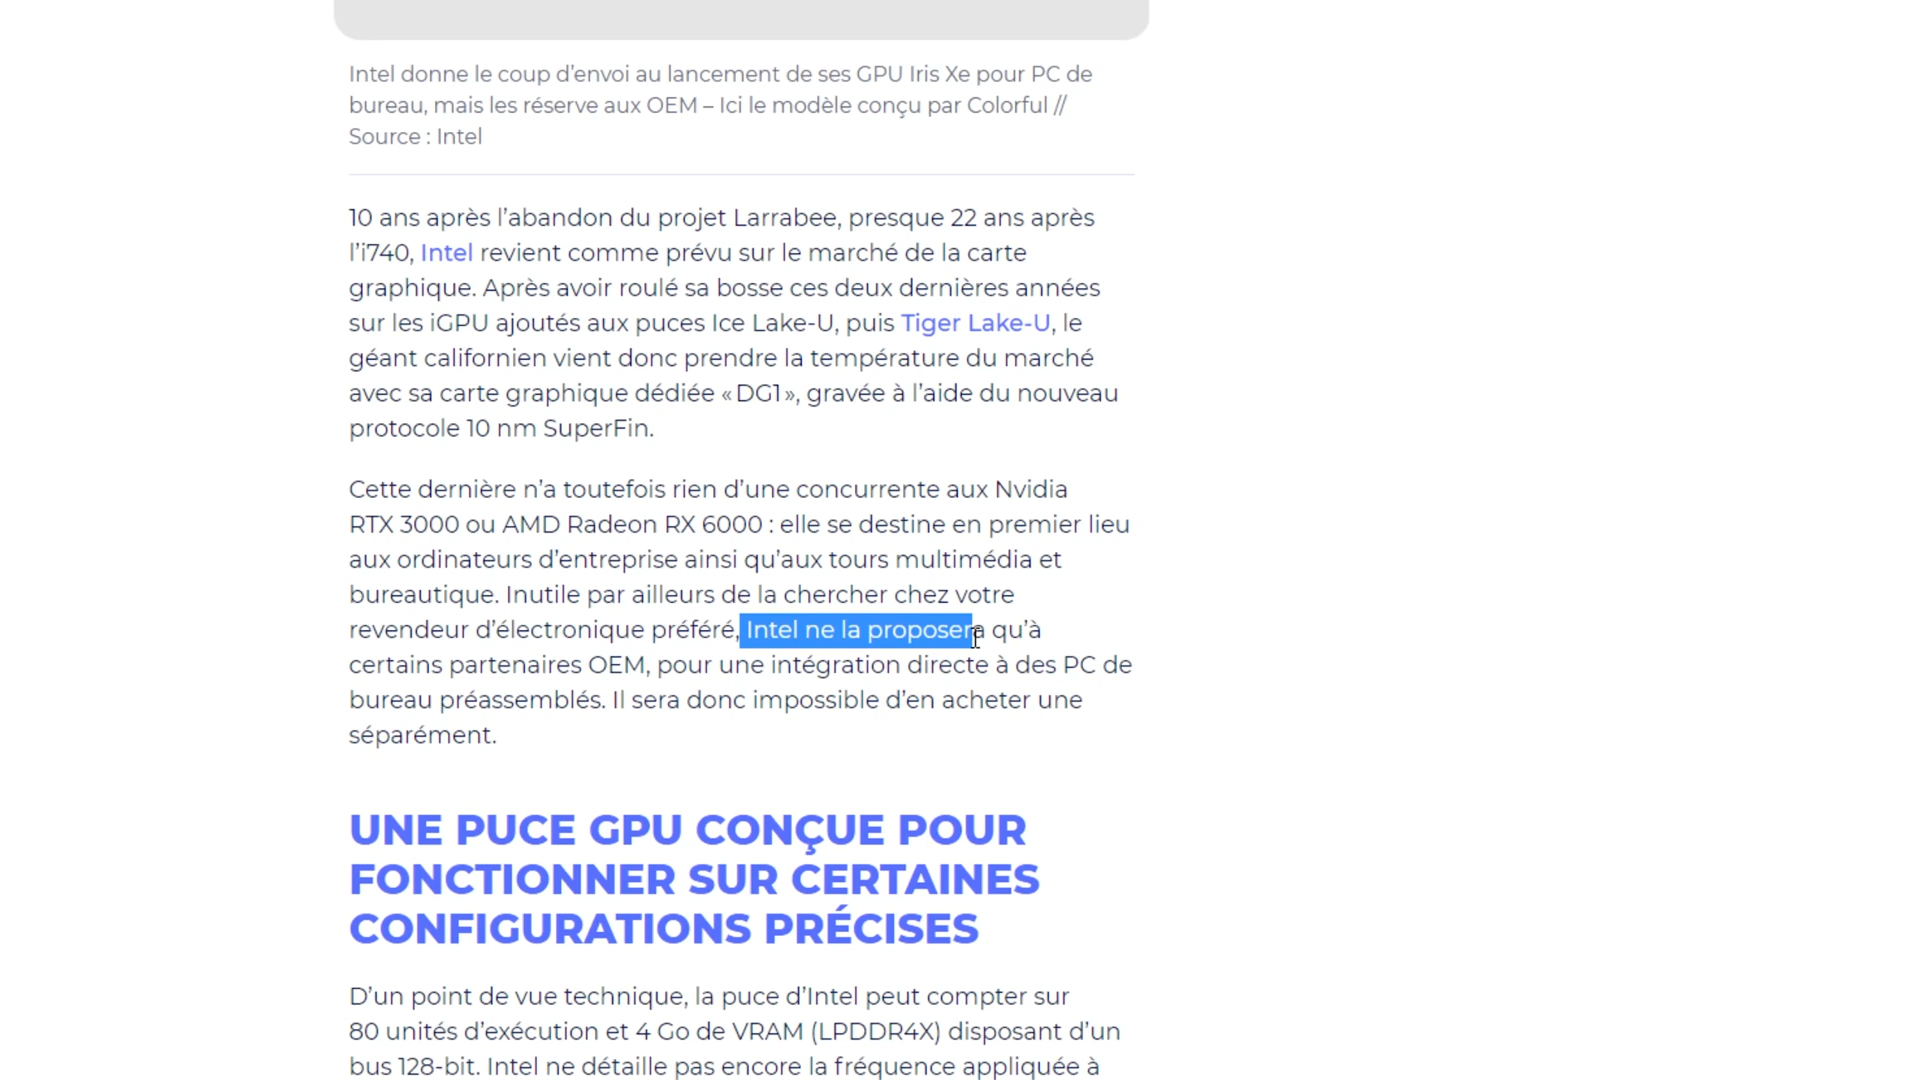 Intel donne le coup d’envoi au lancement de ses GPU Iris Xe pour PC de
bureau, mais les réserve aux OEM – Ici le modèle conçu par Colorful //
Source : Intel
10 ans après l’abandon du projet Larrabee, presque 22 ans après
l’i740, Intel revient comme prévu sur le marché de la carte
graphique. Après avoir roulé sa bosse ces deux dernières années
sur les iGPU ajoutés aux puces Ice Lake-U, puis Tiger Lake-U, le
géant californien vient donc prendre la température du marché
avec sa carte graphique dédiée « DG1 », gravée à l’aide du nouveau
protocole 10 nm SuperFin.
Cette dernière n’a toutefois rien d’une concurrente aux Nvidia
RTX 3000 ou AMD Radeon RX 6000 : elle se destine en premier lieu
aux ordinateurs d’entreprise ainsi qu’aux tours multimédia et
bureautique. Inutile par ailleurs de la chercher chez votre
revendeur d’électronique préféré, Intel ne la proposera qu’à
certains partenaires OEM, pour une intégration directe à des PC de
bureau préassemblés. Il sera donc impossible d’en acheter une
séparément.
UNE PUCE GPU CONÇUE POUR
FONCTIONNER SUR CERTAINES
CONFIGURATIONS PRÉCISES
D’un point de vue technique, la puce d’Intel peut compter sur
80 unités d’exécution et 4 Go de VRAM (LPDDR4X) disposant d’un
bus 128-bit. Intel ne détaille pas encore la fréquence appliquée à